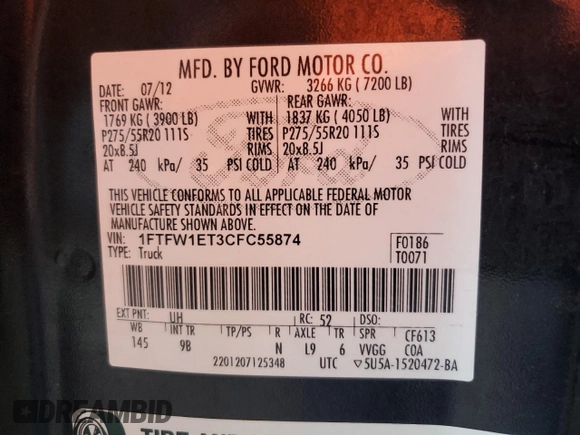 MFD. BY FORD MOTOR CO.
DATE: 07/12 GVWR: 3266 KG ( 7200 LB)
FRONT GAWR: REAR GAWR:
1769 KG ( 3900 LB) WITH 1837 KG ( 4050 LB) WITH
P275/55R20 111S TIRES P275/55R20 111S TIRES
20x8.5J RIMS 20x8.5J RIMS
AT 240 kPa/ 35 PSI COLD AT 240 kPa/ 35 PSI COLD
THIS VEHICLE CONFORMS TO ALL APPLICABLE FEDERAL MOTOR
VEHICLE SAFETY STANDARDS IN EFFECT ON THE DATE OF
MANUFACTURE SHOWN ABOVE.
VIN: 1FTFW1ET3CFC55874 F0186
TYPE: Truck T0071
EXT PNT: UH RC: 52 DSO:
WB INT TR TP/PS R AXLE TR SPR CF613
145 9B N L9 6 VVGG COA
2201207125348 UTC ▽5U5A-1520472-BA
DREAMBID
TIRE AN